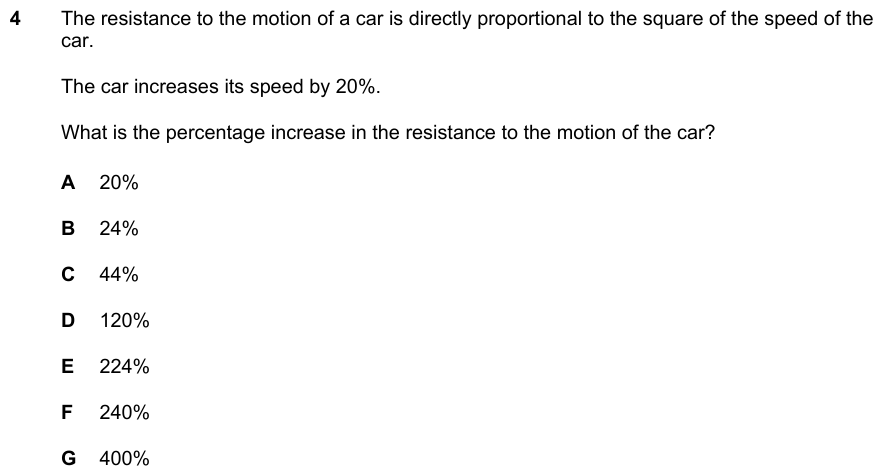 4 The resistance to the motion of a car is directly proportional to the square of the speed of the
car.
The car increases its speed by 20%.
What is the percentage increase in the resistance to the motion of the car?
A 20%
B 24%
C 44%
D 120%
E 224%
F 240%
G 400%